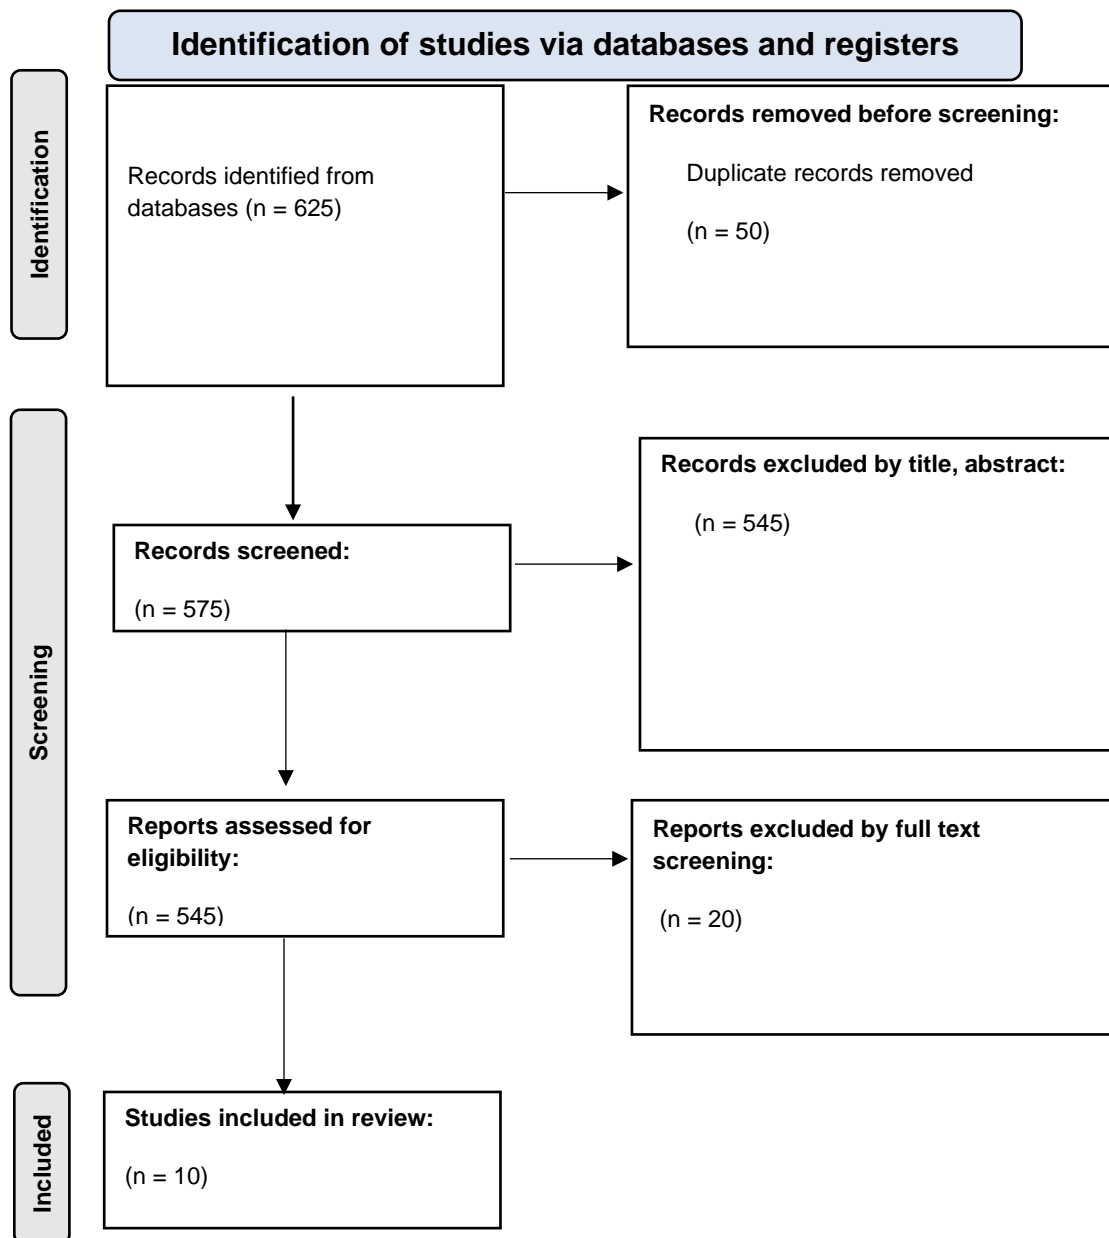 Identification of studies via databases and registers
Identification
Records identified from
databases (n = 625)
Records removed before screening:
Duplicate records removed
(n = 50)
Screening
Records screened:
(n = 575)
Records excluded by title, abstract:
(n = 545)
Reports assessed for
eligibility:
(n = 545)
Reports excluded by full text
screening:
(n = 20)
Included
Studies included in review:
(n = 10)